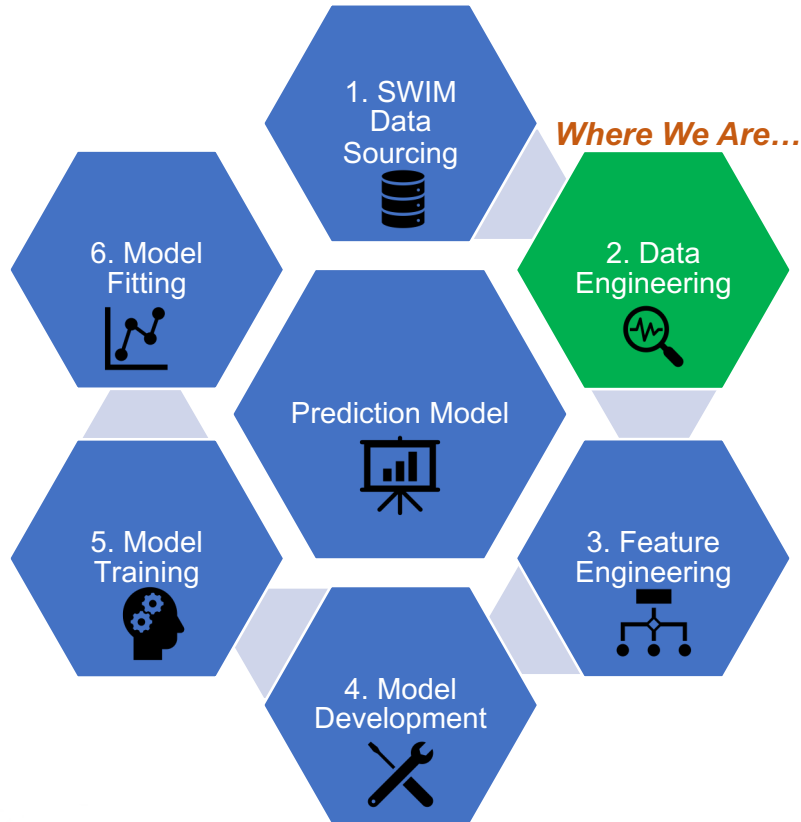 1. SWIM
Data
Sourcing
Where We Are…
2. Data
Engineering
3. Feature
Engineering
4. Model
Development
5. Model
Training
6. Model
Fitting
Prediction Model